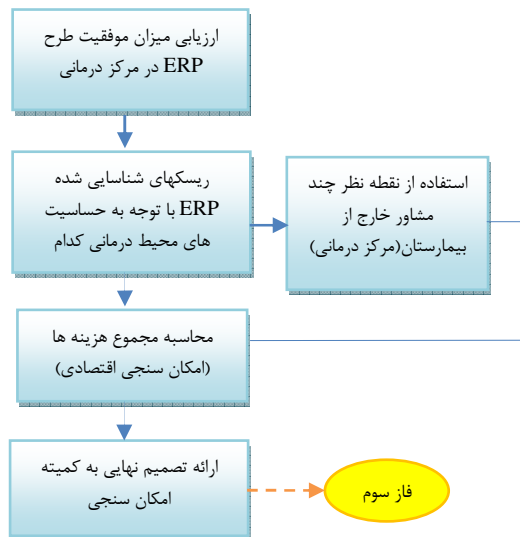 ارزیابی میزان موفقیت طرح
ERP در مرکز درمانی
ریسکهای شناسایی شده
ERP با توجه به حساسیت
های محیط درمانی کدام
استفاده از نقطه نظر چند
مشاور خارج از
بیمارستان(مرکز درمانی)
محاسبه مجموع هزینه ها
(امکان سنجی اقتصادی)
ارائه تصمیم نهایی به کمیته
امکان سنجی
فاز سوم